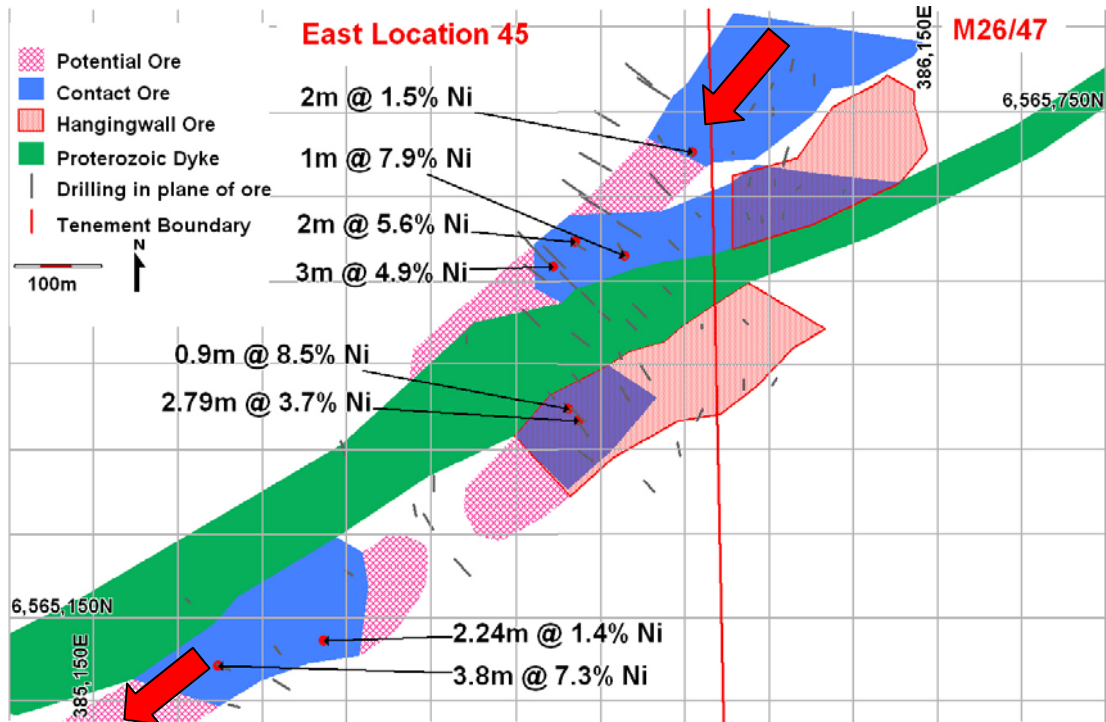 East Location 45
M26/47
386,150E
6,565,750N
Potential Ore
Contact Ore
Hangingwall Ore
Proterozoic Dyke
Drilling in plane of ore
Tenement Boundary
N
100m
2m @ 1.5% Ni
1m @ 7.9% Ni
2m @ 5.6% Ni
3m @ 4.9% Ni
0.9m @ 8.5% Ni
2.79m @ 3.7% Ni
6,565,150N
385,150E
2.24m @ 1.4% Ni
3.8m @ 7.3% Ni